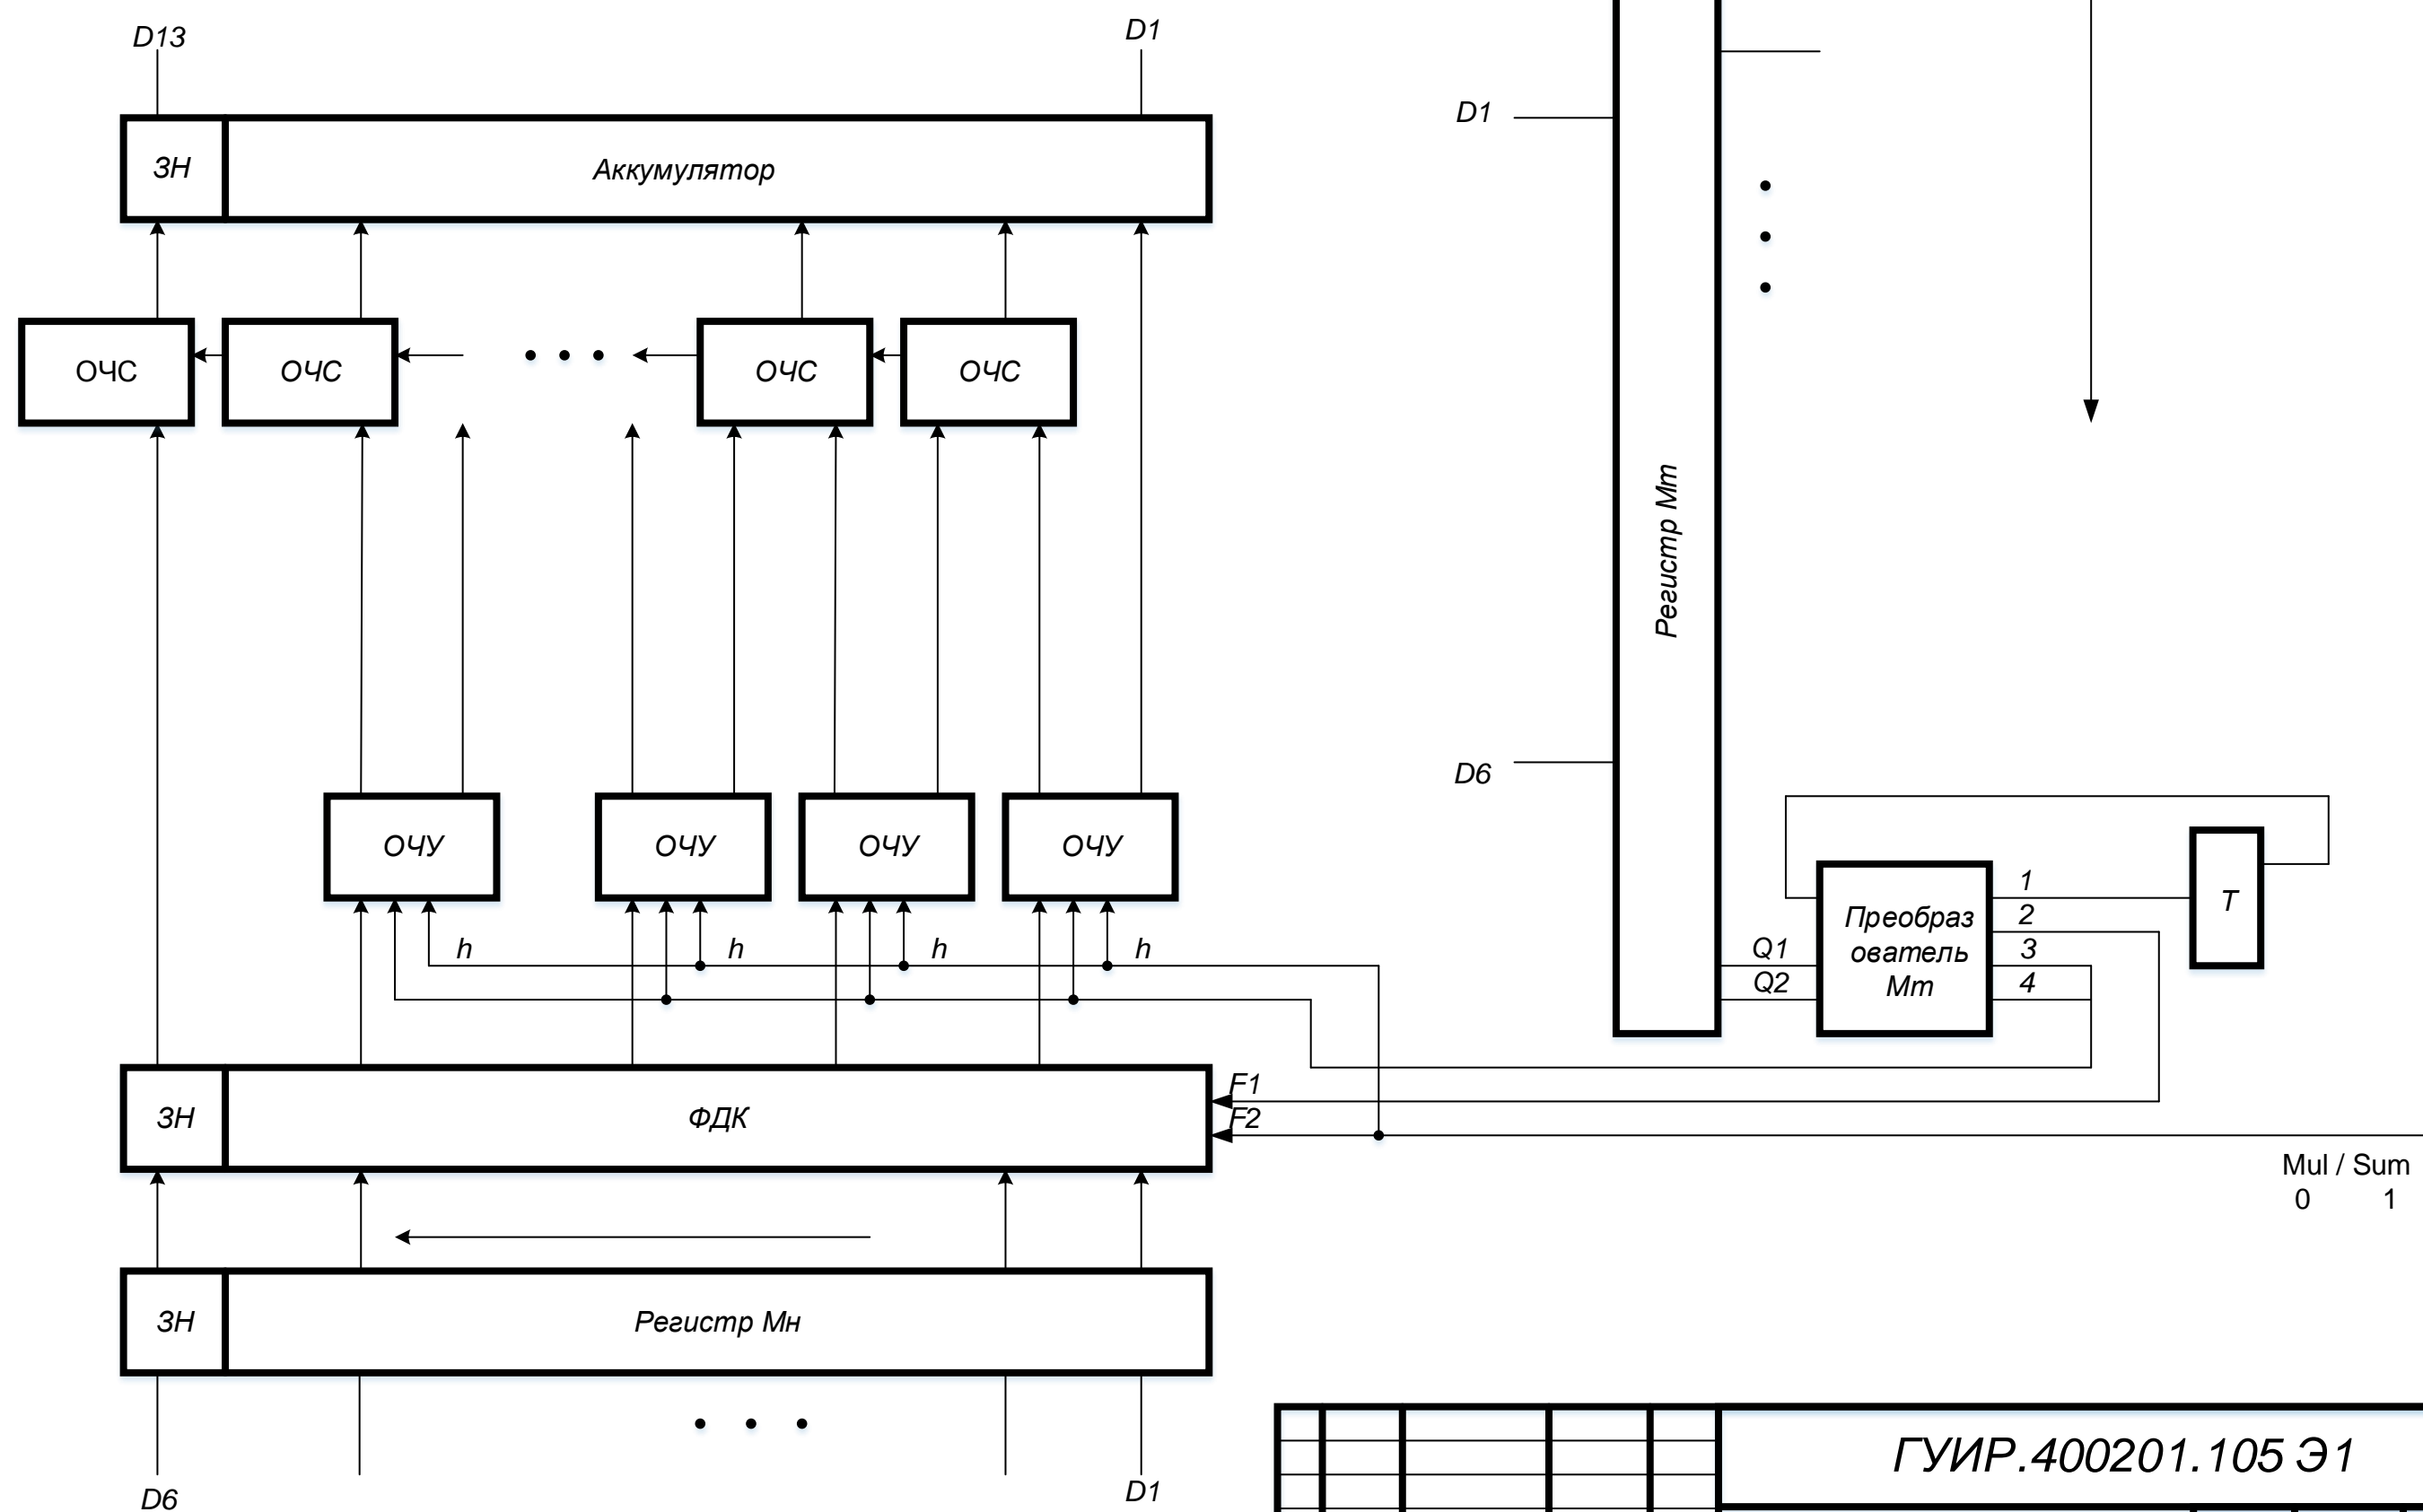 D13
D1
D1
ЗН
Аккумулятор
ОЧС
ОЧС
ОЧС
ОЧС
Регистр Мт
D6
ОЧУ
ОЧУ
ОЧУ
ОЧУ
h
h
h
h
Q1
Q2
Преобраз
ователь
Мт
1
2
3
4
Т
ЗН
ФДК
F1
F2
Mul / Sum
0 1
ЗН
Регистр Мн
D6
D1
ГУИР.400201.105 Э1